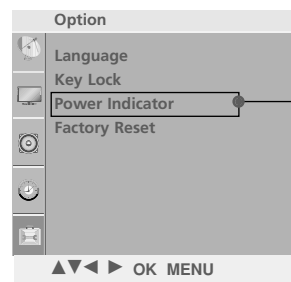 Option
Language
Key Lock
Power Indicator
Factory Reset
▲▼◄ ► OK MENU